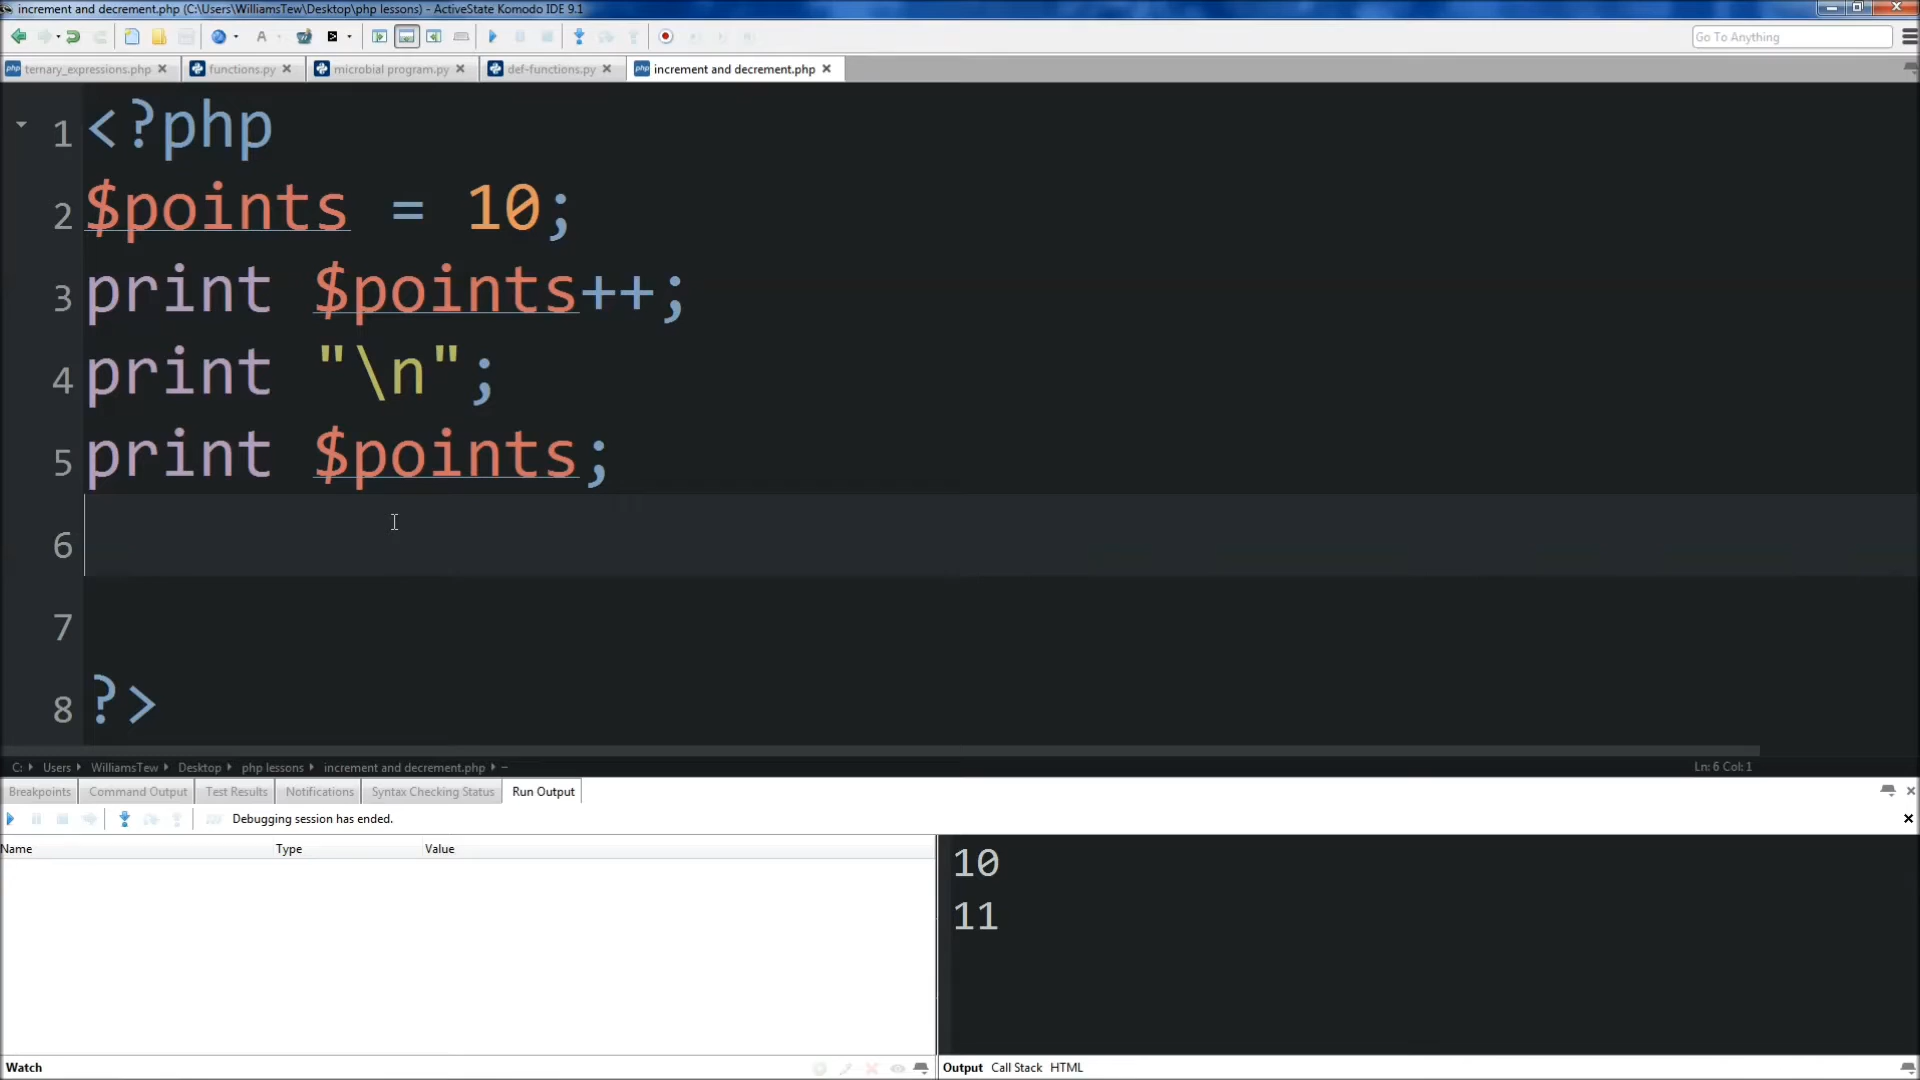 increment and decrement.php (C:\Users\WilliamsTew\Desktop\php lessons) - ActiveState Komodo IDE 9.1
Go To Anything
ternary_expressions.php functions.py microbial program.py def-functions.py increment and decrement.php
1 <?php
2 $points = 10;
3 print $points++;
4 print "\n";
5 print $points;
6
7
8 ?>
C: Users WilliamsTew Desktop php lessons increment and decrement.php Ln: 6 Col: 1
Breakpoints Command Output Test Results Notifications Syntax Checking Status Run Output
Debugging session has ended.
Name Type Value
10
11
Watch Output Call Stack HTML